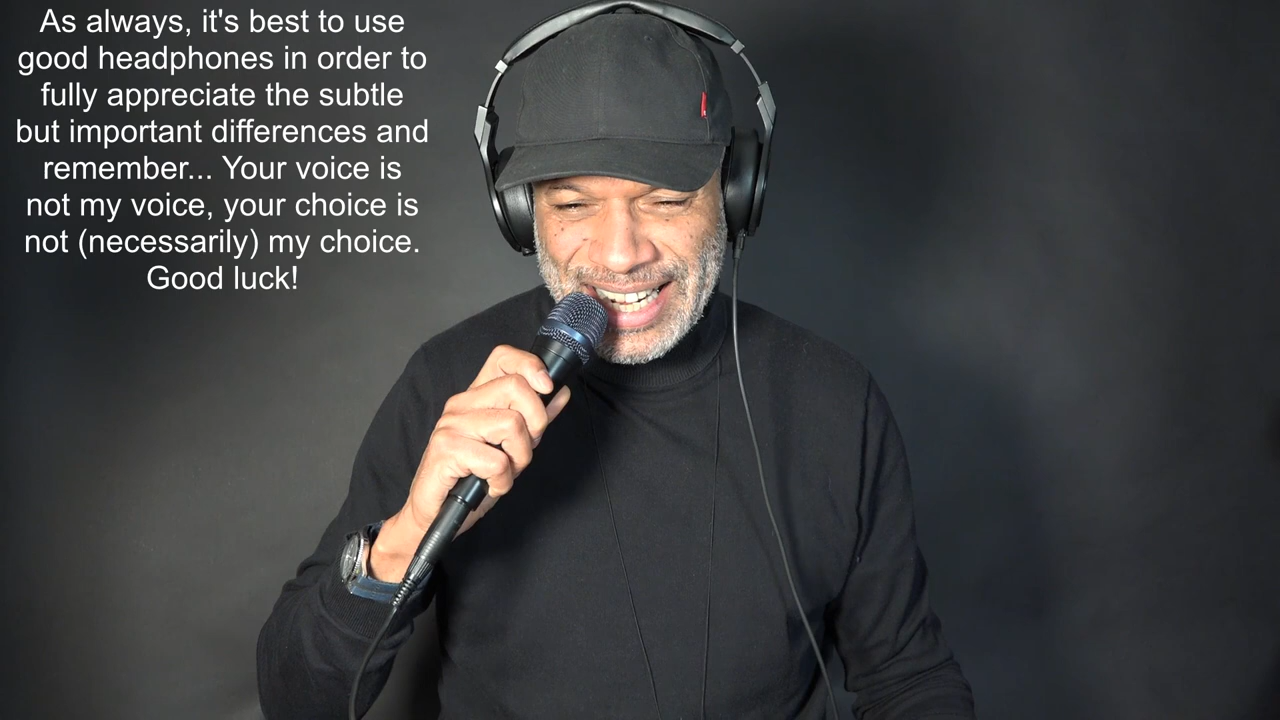 As always, it's best to use
good headphones in order to
fully appreciate the subtle
but important differences and
remember... Your voice is
not my voice, your choice is
not (necessarily) my choice.
Good luck!